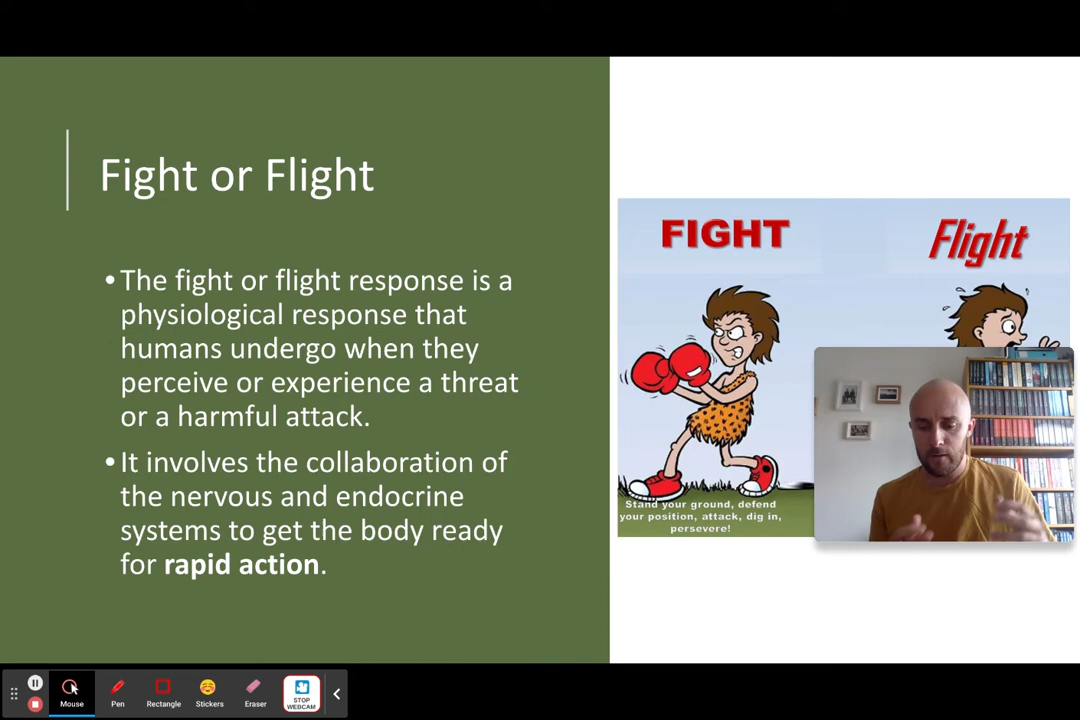 Fight or Flight
•The fight or flight response is a
physiological response that
humans undergo when they
perceive or experience a threat
or a harmful attack.
•It involves the collaboration of
the nervous and endocrine
systems to get the body ready
for rapid action.
FIGHT
Flight
Stand your ground, defend
your position, attack, dig in,
persevere!
Mouse
Pen
Rectangle
Stickers
Eraser
STOP
WEBCAM